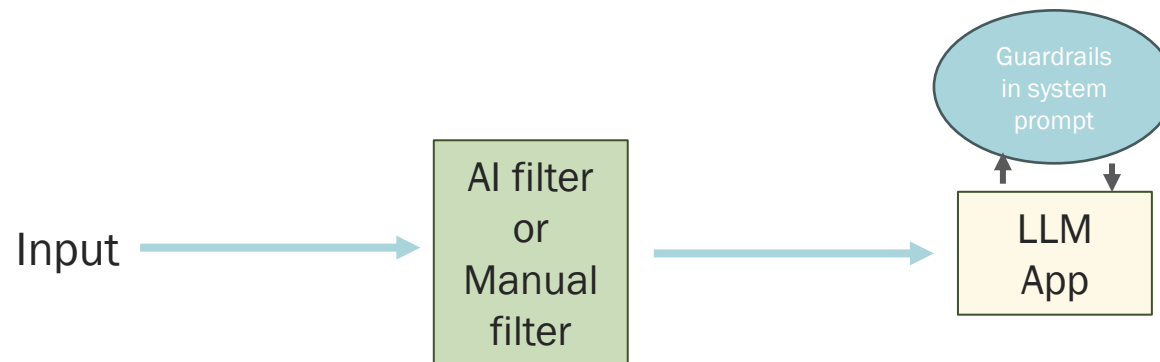 Guardrails
in system
prompt
AI filter
or
Manual
filter
Input
LLM
App